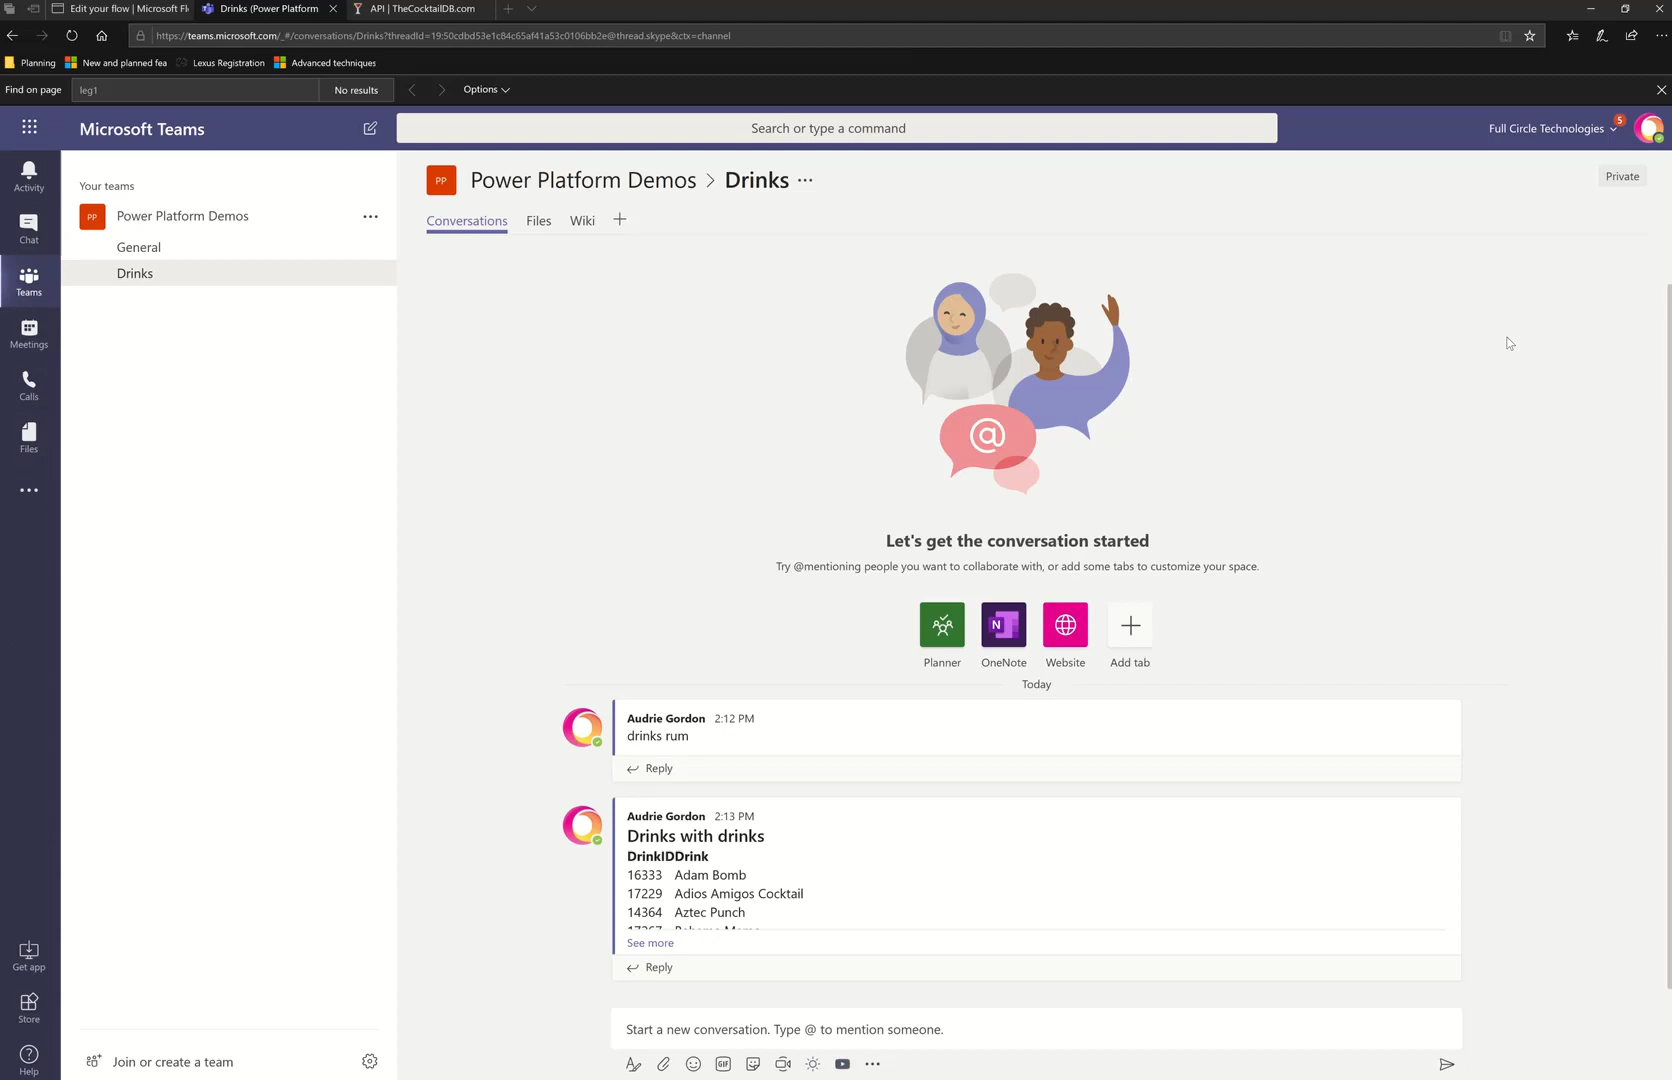 Edit your flow | Microsoft Fl
Drinks (Power Platform
API | TheCocktailDB.com
https://teams.microsoft.com/_#/conversations/Drinks?threadId=19:50cdbd53e1c84c65af41a53c0106bb2e@thread.skype&ctx=channel
Planning
New and planned fea
Lexus Registration
Advanced techniques
Find on page
leg1
No results
Options
Microsoft Teams
Search or type a command
Full Circle Technologies
5
Activity
Chat
Teams
Meetings
Calls
Files
Get app
Store
Help
Your teams
PP
Power Platform Demos
General
Drinks
Join or create a team
PP
Power Platform Demos > Drinks
Private
Conversations
Files
Wiki
@
Let's get the conversation started
Try @mentioning people you want to collaborate with, or add some tabs to customize your space.
N
Planner
OneNote
Website
Add tab
Today
Audrie Gordon 2:12 PM
drinks rum
Reply
Audrie Gordon 2:13 PM
Drinks with drinks
DrinkIDDrink
16333 Adam Bomb
17229 Adios Amigos Cocktail
14364 Aztec Punch
See more
Reply
Start a new conversation. Type @ to mention someone.
GIF